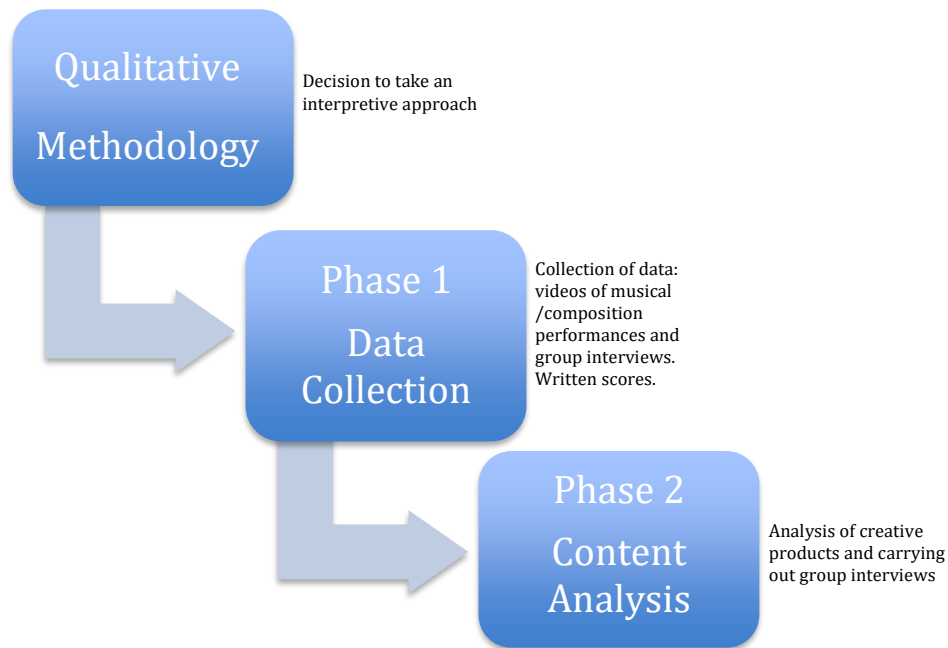 Qualitative
Methodology
Decision to take an
interpretive approach
Phase 1
Data
Collection
Collection of data:
videos of musical
/composition
performances and
group interviews.
Written scores.
Phase 2
Content
Analysis
Analysis of creative
products and carrying
out group interviews